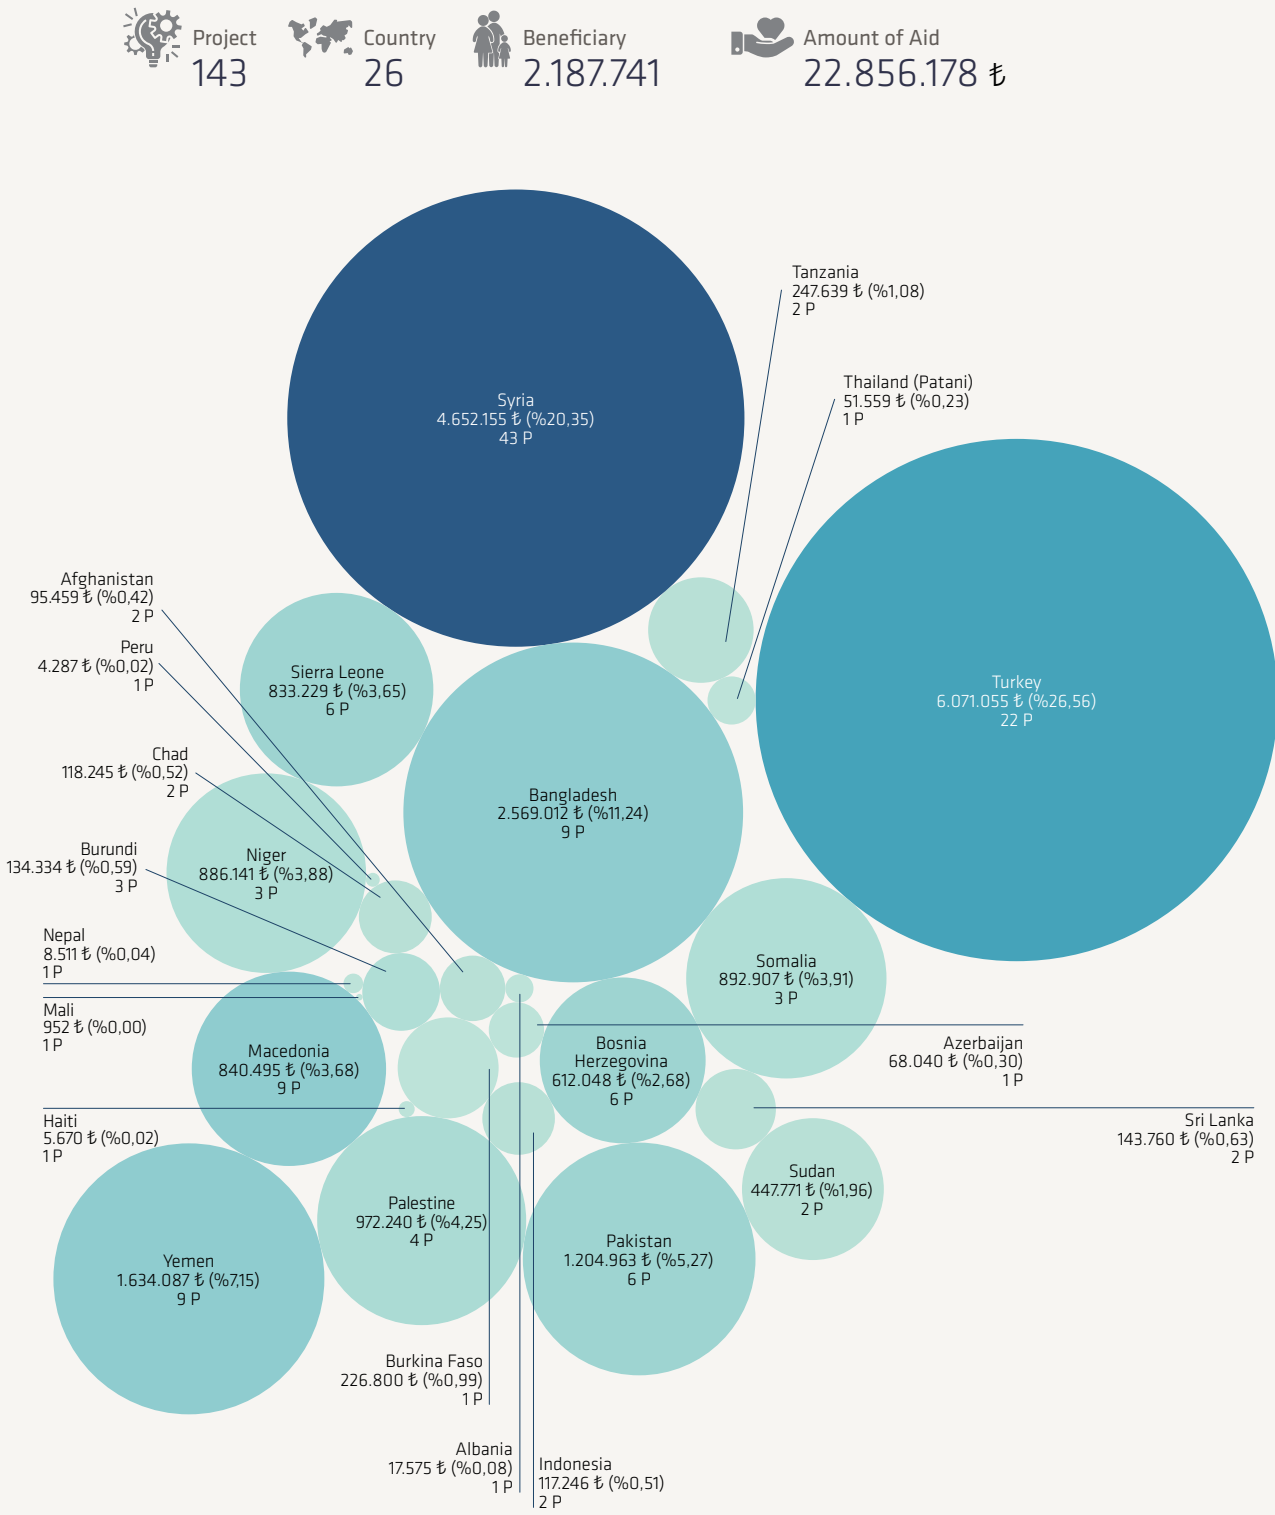 Project
143
Country
26
Beneficiary
2.187.741
Amount of Aid
22.856.178 ₺
Tanzania
247.639 ₺ (%1,08)
2 P
Thailand (Patani)
51.559 ₺ (%0,23)
1 P
Syria
4.652.155 ₺ (%20,35)
43 P
Afghanistan
95.459 ₺ (%0,42)
2 P
Peru
4.287 ₺ (%0,02)
1 P
Sierra Leone
833.229 ₺ (%3,65)
6 P
Turkey
6.071.055 ₺ (%26,56)
22 P
Chad
118.245 ₺ (%0,52)
2 P
Bangladesh
2.569.012 ₺ (%11,24)
9 P
Burundi
134.334 ₺ (%0,59)
3 P
Niger
886.141 ₺ (%3,88)
3 P
Nepal
8.511 ₺ (%0,04)
1 P
Somalia
892.907 ₺ (%3,91)
3 P
Mali
952 ₺ (%0,00)
1 P
Macedonia
840.495 ₺ (%3,68)
9 P
Bosnia
Herzegovina
612.048 ₺ (%2,68)
6 P
Azerbaijan
68.040 ₺ (%0,30)
1 P
Haiti
5.670 ₺ (%0,02)
1 P
Sri Lanka
143.760 ₺ (%0,63)
2 P
Sudan
447.771 ₺ (%1,96)
2 P
Palestine
972.240 ₺ (%4,25)
4 P
Pakistan
1.204.963 ₺ (%5,27)
6 P
Yemen
1.634.087 ₺ (%7,15)
9 P
Burkina Faso
226.800 ₺ (%0,99)
1 P
Albania
17.575 ₺ (%0,08)
1 P
Indonesia
117.246 ₺ (%0,51)
2 P